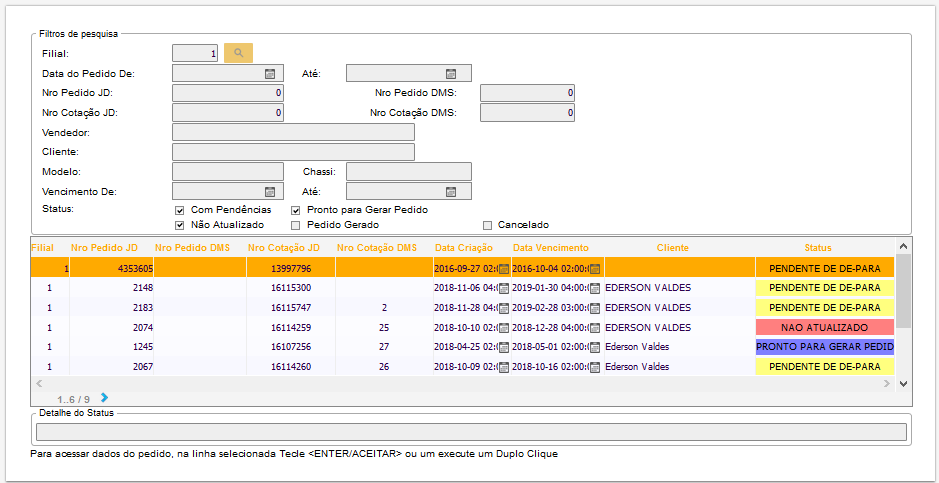 Filtros de pesquisa
Filial: 1
Data do Pedido De: Até:
Nro Pedido JD: 0 Nro Pedido DMS: 0
Nro Cotação JD: 0 Nro Cotação DMS: 0
Vendedor:
Cliente:
Modelo: Chassi:
Vencimento De: Até:
Status: Com Pendências Pronto para Gerar Pedido
Não Atualizado Pedido Gerado Cancelado
Filial Nro Pedido JD Nro Pedido DMS Nro Cotação JD Nro Cotação DMS Data Criação Data Vencimento Cliente Status
1 4353605 13997796 2016-09-27 02:( 2016-10-04 02:00:( PENDENTE DE DE-PARA
1 2148 16115300 2018-11-06 04:( 2019-01-30 04:00:( EDERSON VALDES PENDENTE DE DE-PARA
1 2183 16115747 2 2018-11-28 04:( 2019-02-28 03:00:( EDERSON VALDES PENDENTE DE DE-PARA
1 2074 16114259 25 2018-10-10 02:( 2018-12-28 04:00:( EDERSON VALDES NAO ATUALIZADO
1 1245 16107256 27 2018-04-25 02:( 2018-05-01 02:00:( Ederson Valdes PRONTO PARA GERAR PEDID
1 2067 16114260 26 2018-10-09 02:( 2018-10-16 02:00:( Ederson Valdes PENDENTE DE DE-PARA
1..6 / 9
Detalhe do Status
Para acessar dados do pedido, na linha selecionada Tecle <ENTER/ACEITAR> ou um execute um Duplo Clique